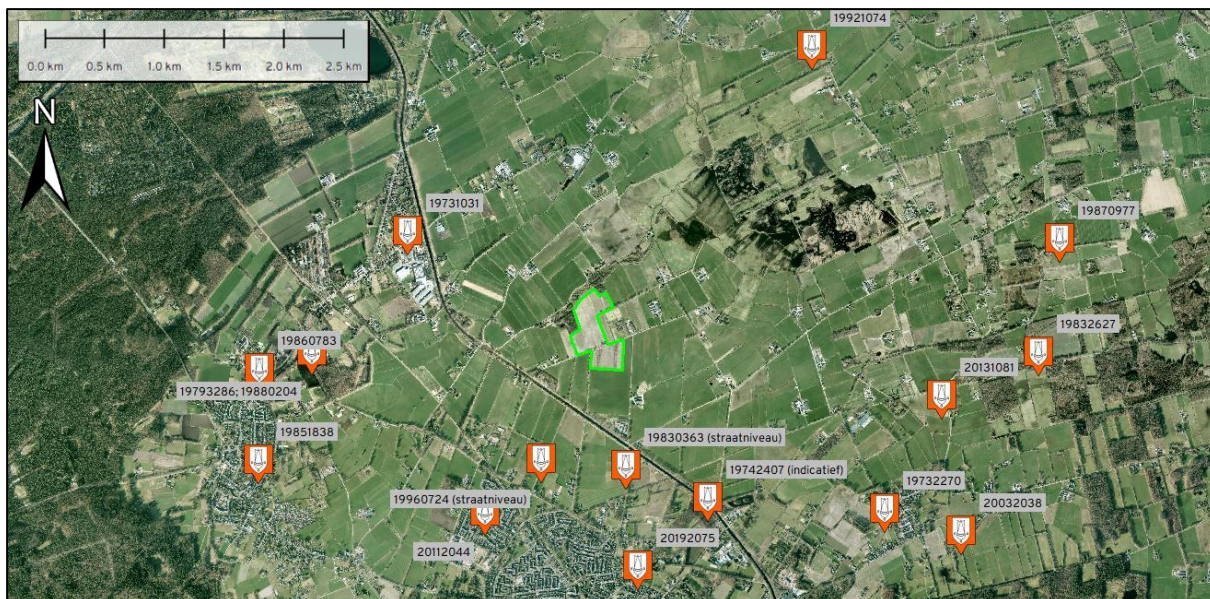 19921074
0.0 km 0.5 km 1.0 km 1.5 km 2.0 km 2.5 km
N
19731031
19870977
19832627
19860783
20131081
19793286; 19880204
19851838
19830363 (straatniveau)
19742407 (indicatief)
19732270
19960724 (straatniveau)
20032038
20112044
20192075